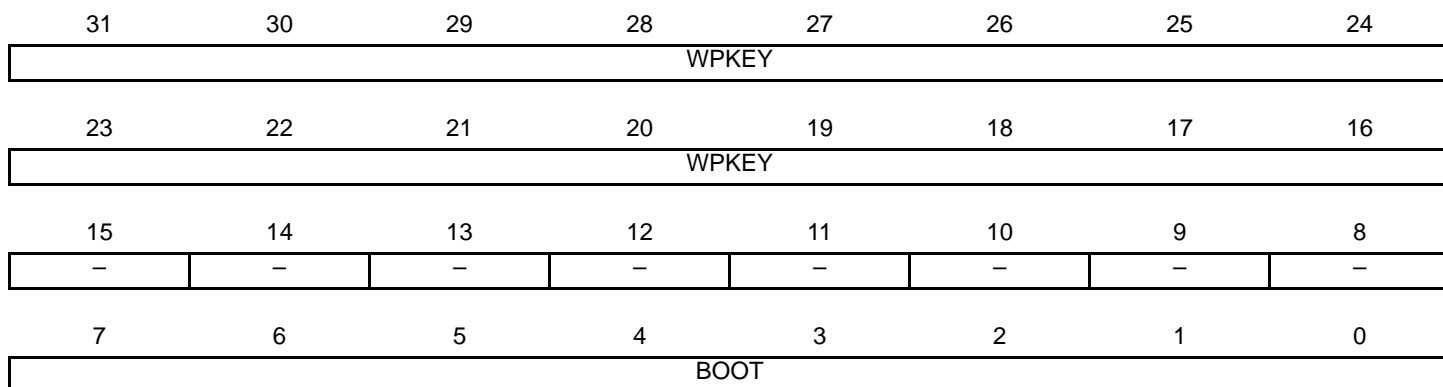 31 30 29 28 27 26 25 24
WPKEY
23 22 21 20 19 18 17 16
WPKEY
15 14 13 12 11 10 9 8
– – – – – – – –
7 6 5 4 3 2 1 0
BOOT